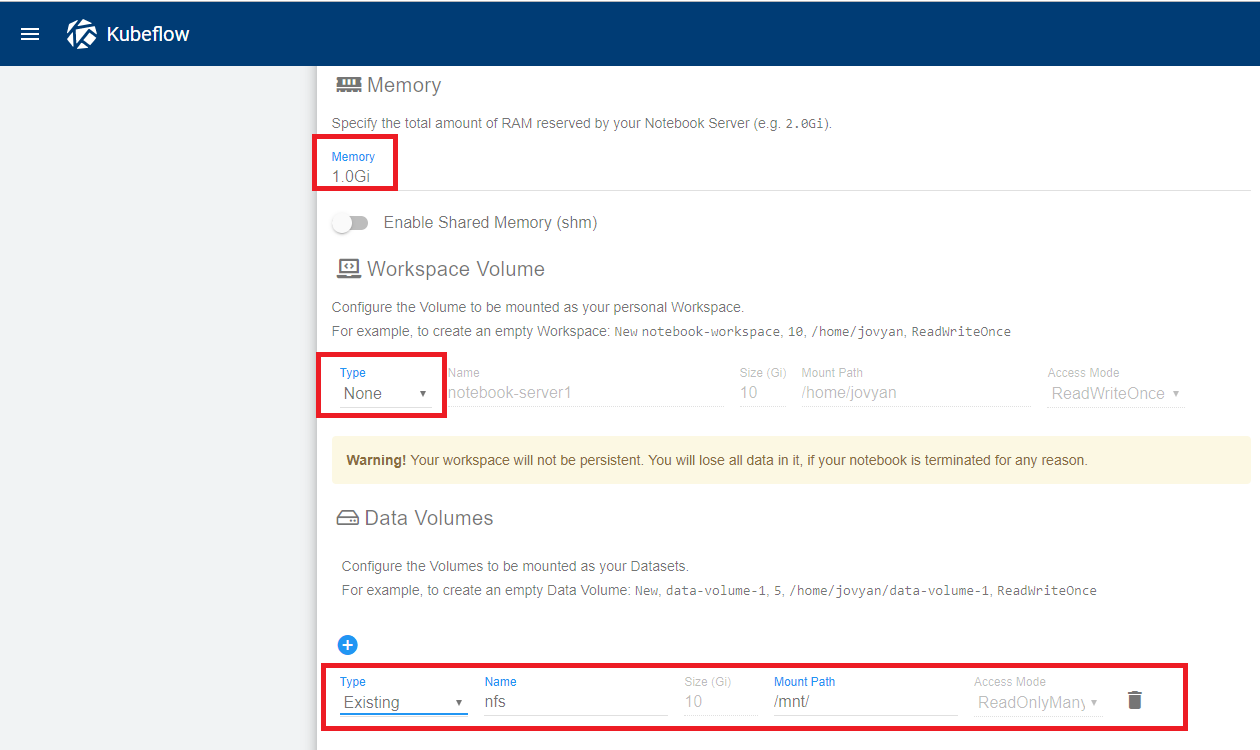 Kubeflow
Memory
Specify the total amount of RAM reserved by your Notebook Server (e.g. 2.0Gi).
Memory
1.0Gi
Enable Shared Memory (shm)
Workspace Volume
Configure the Volume to be mounted as your personal Workspace.
For example, to create an empty Workspace: New notebook-workspace, 10, /home/jovyan, ReadWriteOnce
Type Name Size (Gi) Mount Path Access Mode
None notebook-server1 10 /home/jovyan ReadWriteOnce
Warning! Your workspace will not be persistent. You will lose all data in it, if your notebook is terminated for any reason.
Data Volumes
Configure the Volumes to be mounted as your Datasets.
For example, to create an empty Data Volume: New, data-volume-1, 5, /home/jovyan/data-volume-1, ReadWriteOnce
Type Name Size (Gi) Mount Path Access Mode
Existing nfs 10 /mnt/ ReadOnlyMany